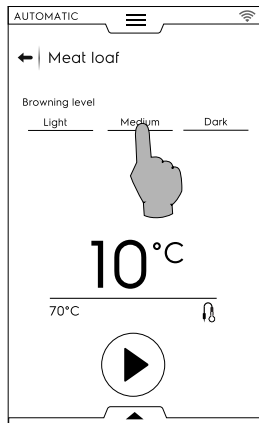 AUTOMATIC
Meat loaf
Browning level
Light Medium Dark
10°C
70°C